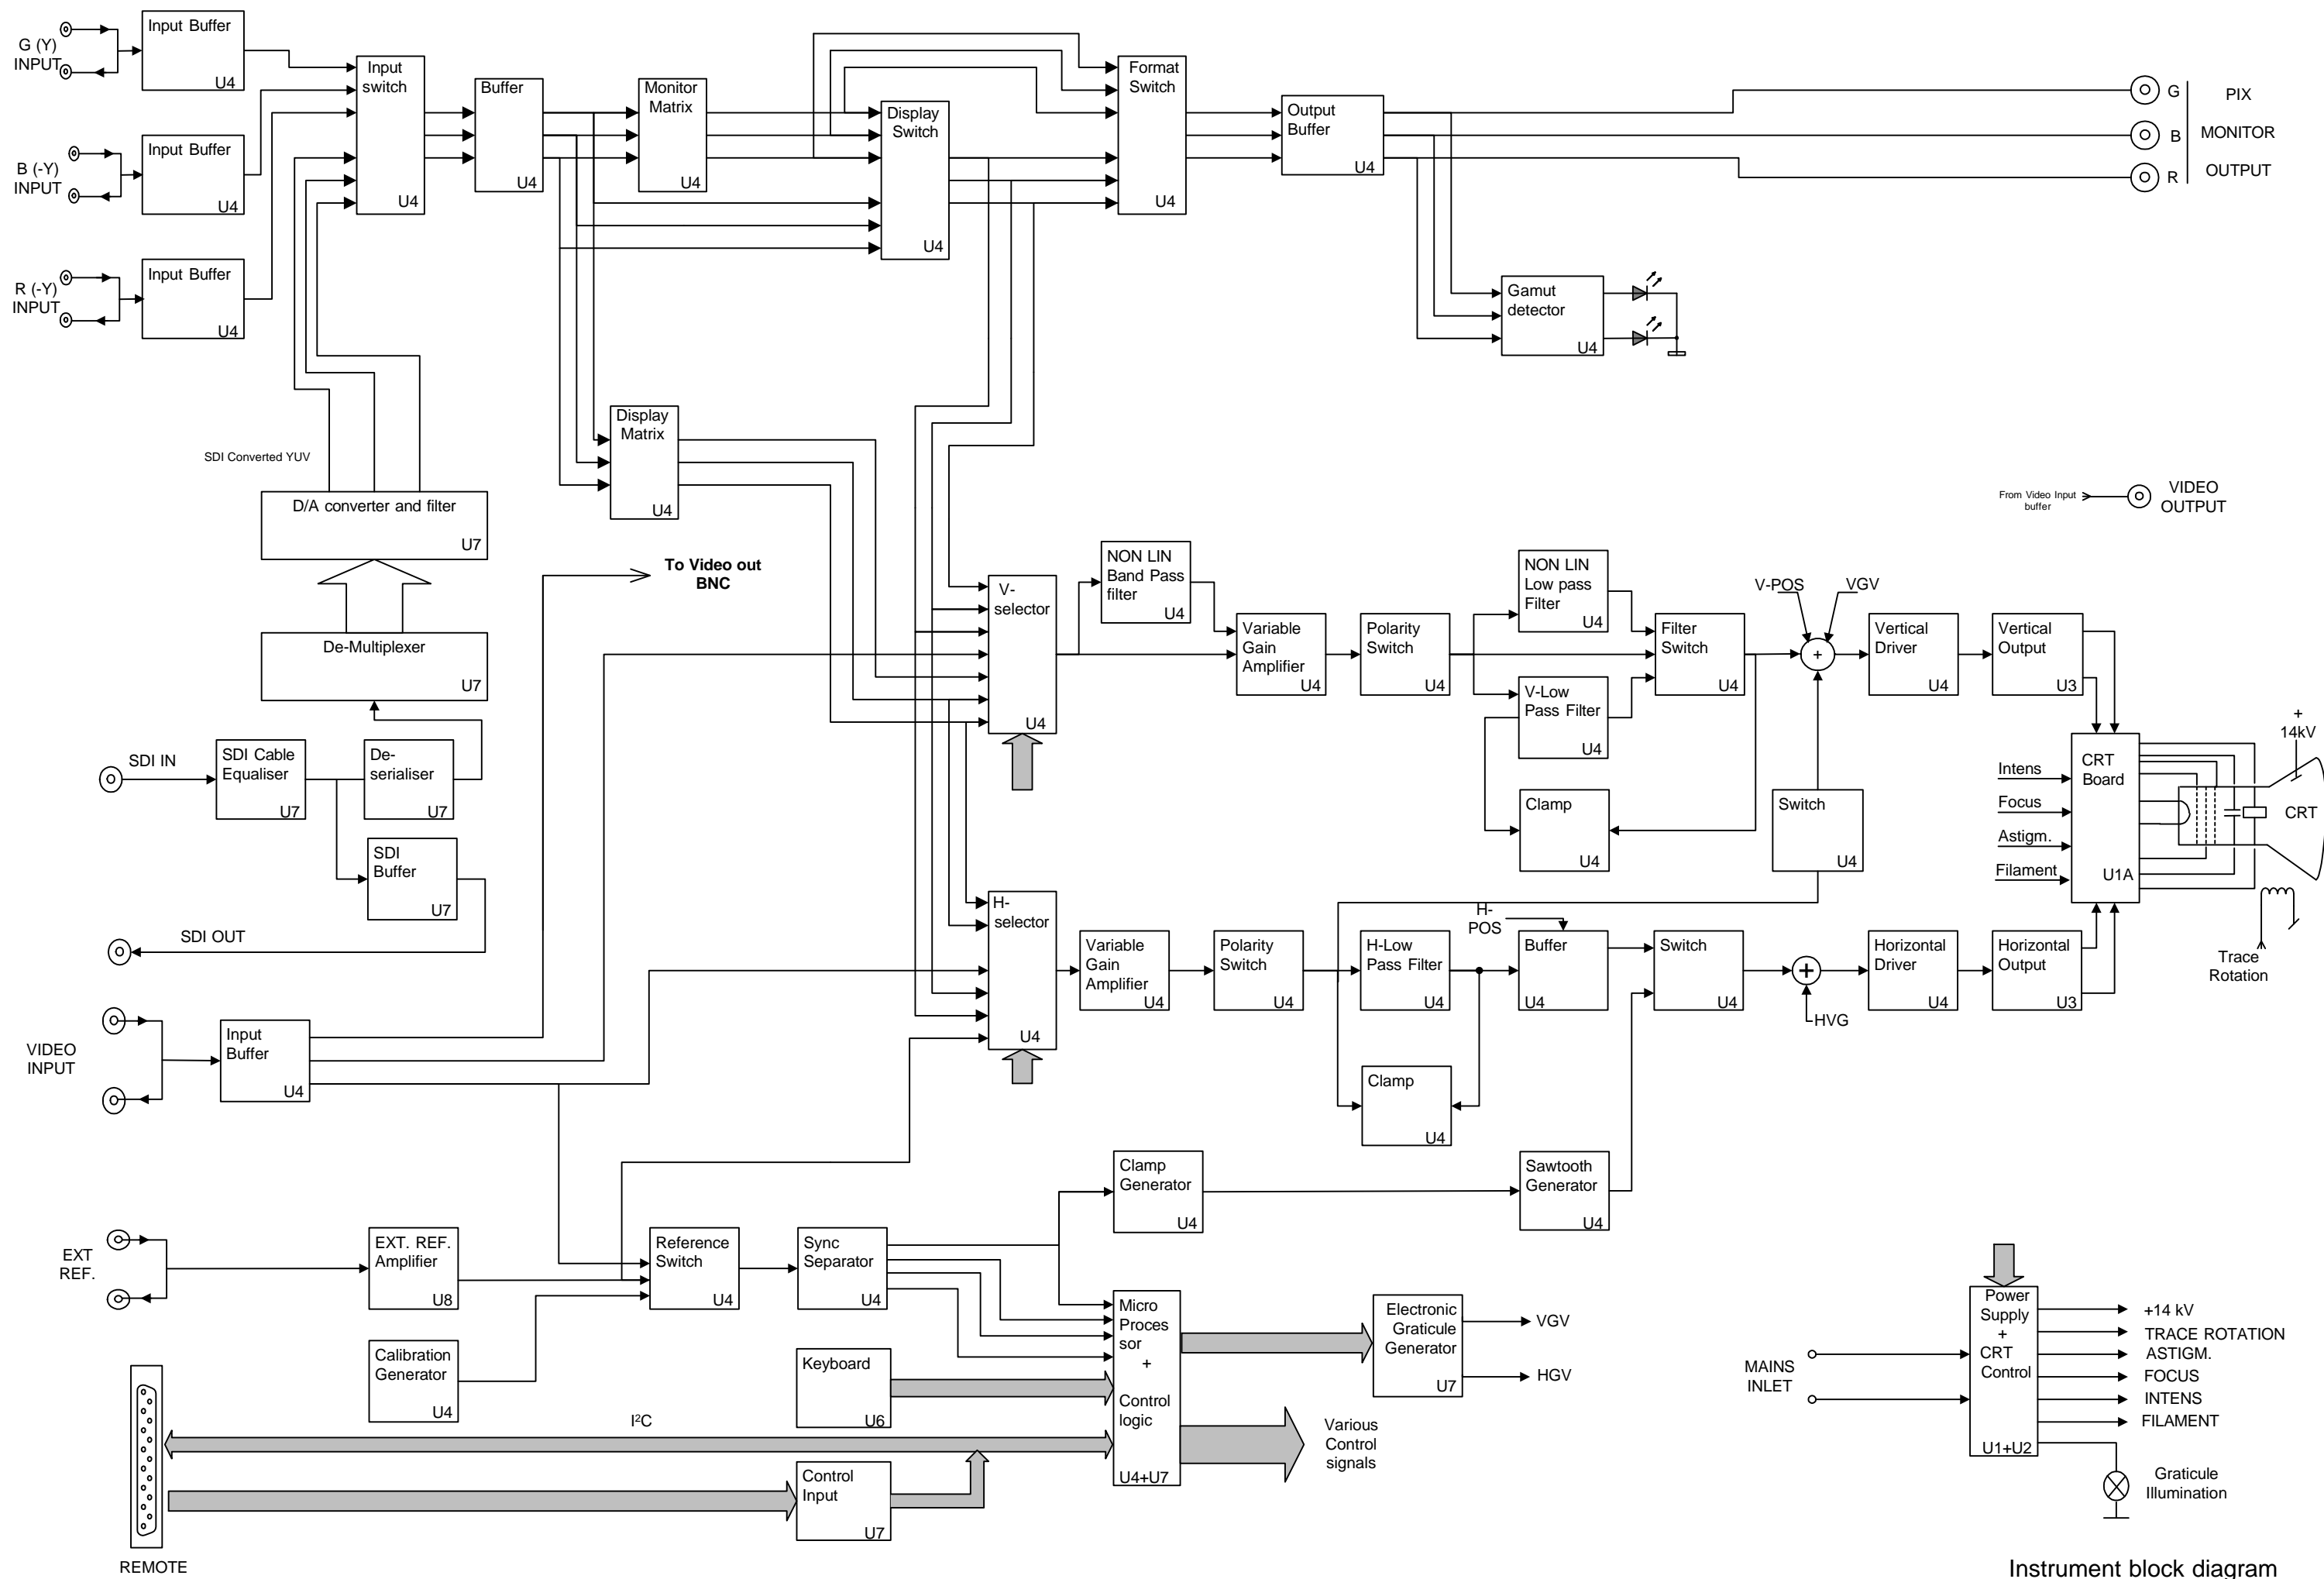 G (Y)
INPUT
Input Buffer
U4
B (-Y)
INPUT
Input Buffer
U4
R (-Y)
INPUT
Input Buffer
U4
Input
switch
U4
Buffer
U4
Monitor
Matrix
U4
Display
Switch
U4
Format
Switch
U4
Output
Buffer
U4
G
B
R
PIX
MONITOR
OUTPUT
Gamut
detector
U4
Display
Matrix
U4
SDI Converted YUV
D/A converter and filter
U7
De-Multiplexer
U7
To Video out
BNC
From Video Input
buffer
VIDEO
OUTPUT
V-
selector
U4
NON LIN
Band Pass
filter
U4
Variable
Gain
Amplifier
U4
Polarity
Switch
U4
NON LIN
Low pass
Filter
U4
V-Low
Pass Filter
U4
Filter
Switch
U4
V-POS
VGV
+
Vertical
Driver
U4
Vertical
Output
U3
Clamp
U4
Switch
U4
SDI IN
SDI Cable
Equaliser
U7
De-
serialiser
U7
SDI
Buffer
U7
SDI OUT
Intens
Focus
Astigm.
Filament
CRT
Board
U1A
+
14kV
CRT
Trace
Rotation
H-
selector
U4
Variable
Gain
Amplifier
U4
Polarity
Switch
U4
H-Low
Pass Filter
U4
H-
POS
Buffer
U4
Switch
U4
+
HVG
Horizontal
Driver
U4
Horizontal
Output
U3
Clamp
U4
VIDEO
INPUT
Input
Buffer
U4
Clamp
Generator
U4
Sawtooth
Generator
U4
EXT
REF.
EXT. REF.
Amplifier
U8
Reference
Switch
U4
Sync
Separator
U4
Calibration
Generator
U4
Keyboard
U6
Micro
Proces
sor
+
Control
logic
U4+U7
Electronic
Graticule
Generator
U7
VGV
HGV
Various
Control
signals
I²C
Control
Input
U7
REMOTE
MAINS
INLET
Power
Supply
+
CRT
Control
U1+U2
+14 kV
TRACE ROTATION
ASTIGM.
FOCUS
INTENS
FILAMENT
Graticule
Illumination
Instrument block diagram